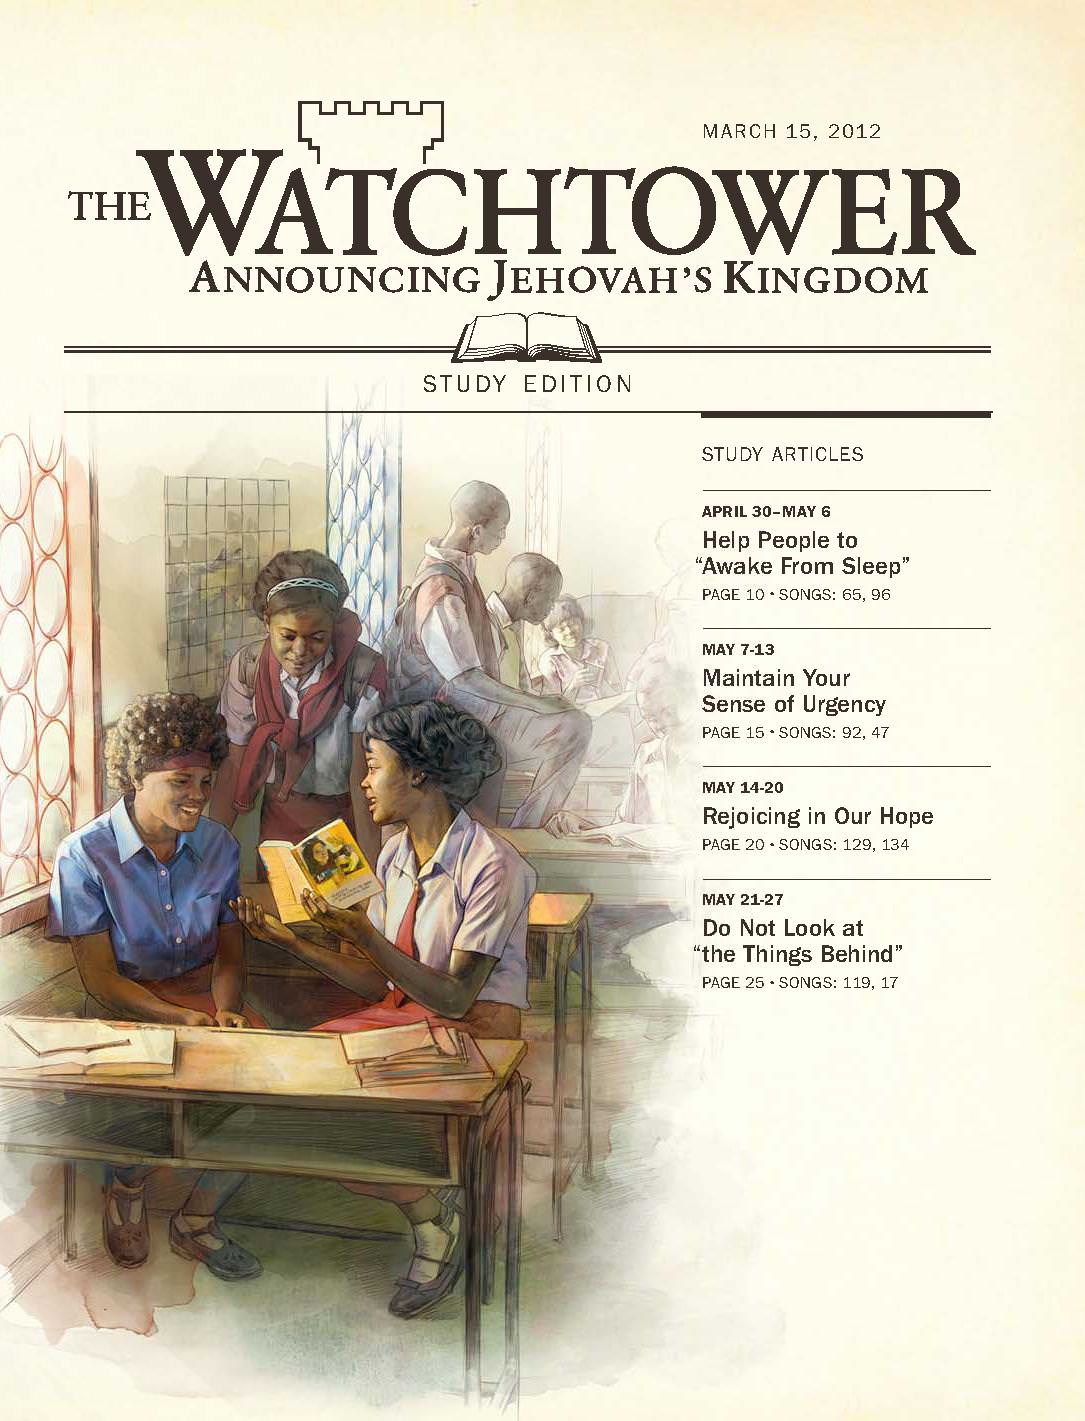 MARCH 15, 2012
THE WATCHTOWER
ANNOUNCING JEHOVAH'S KINGDOM
STUDY EDITION
STUDY ARTICLES
APRIL 30–MAY 6
Help People to
“Awake From Sleep”
PAGE 10 • SONGS: 65, 96
MAY 7-13
Maintain Your
Sense of Urgency
PAGE 15 • SONGS: 92, 47
MAY 14-20
Rejoicing in Our Hope
PAGE 20 • SONGS: 129, 134
MAY 21-27
Do Not Look at
“the Things Behind”
PAGE 25 • SONGS: 119, 17